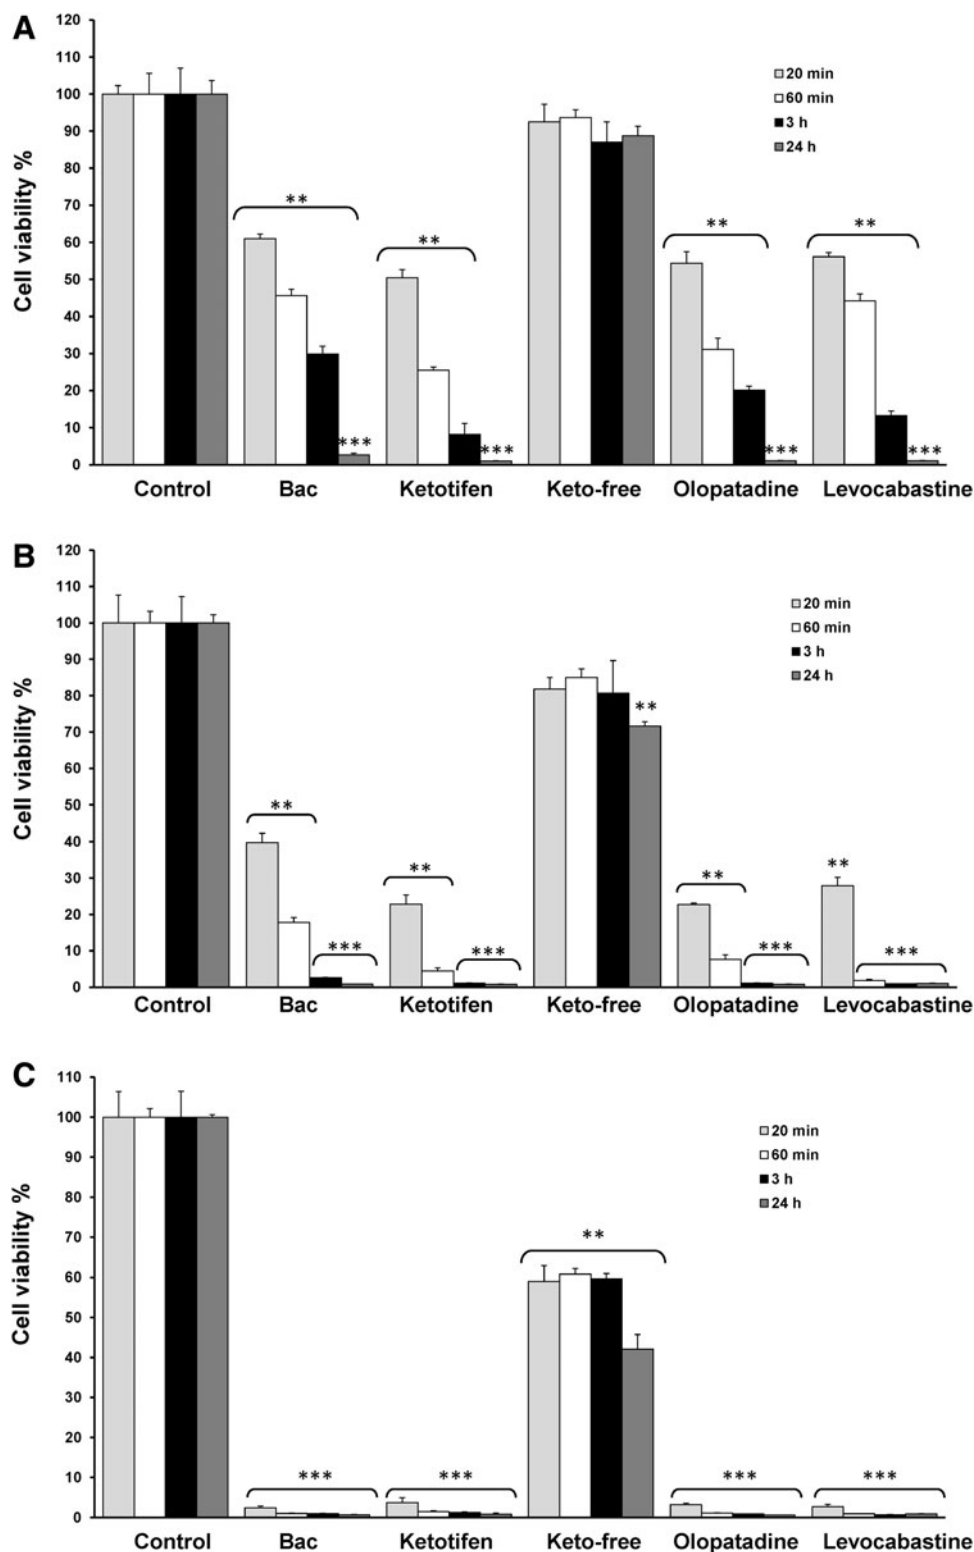 A
120
110
100
90
80
70
60
50
40
30
20
10
0
Cell viability %
20 min
60 min
3 h
24 h
**
**
**
**
***
***
***
***
Control Bac Ketotifen Keto-free Olopatadine Levocabastine
B
120
110
100
90
80
70
60
50
40
30
20
10
0
Cell viability %
20 min
60 min
3 h
24 h
**
**
**
**
**
***
***
***
***
Control Bac Ketotifen Keto-free Olopatadine Levocabastine
C
110
100
90
80
70
60
50
40
30
20
10
0
Cell viability %
20 min
60 min
3 h
24 h
**
***
***
***
***
Control Bac Ketotifen Keto-free Olopatadine Levocabastine